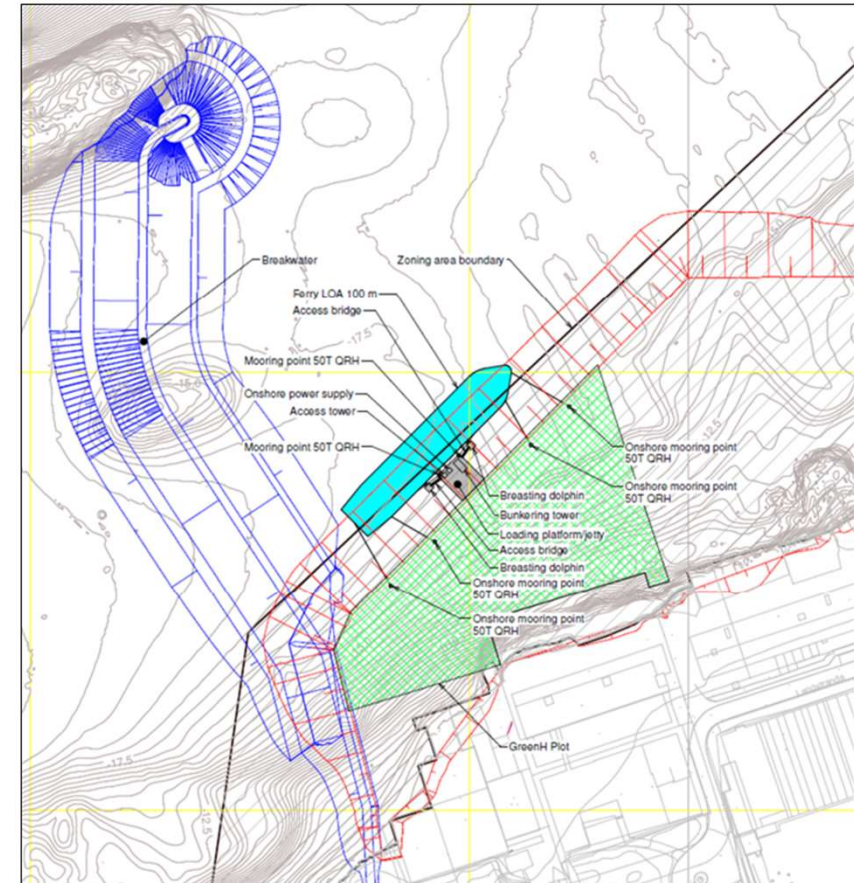 Breakwater
Zoning area boundary
Ferry LOA 100 m
Access bridge
-17.5
Mooring point 50T QRH
-15.0
Onshore power supply
Access tower
Mooring point 50T QRH
12.5
Onshore mooring point
50T QRH
Onshore mooring point
50T QRH
Breasting dolphin
Bunkering tower
Loading platform/jetty
Access bridge
Breasting dolphin
Onshore mooring point
50T QRH
Onshore mooring point
50T QRH
GreenH Plot
-17.5
-12.5